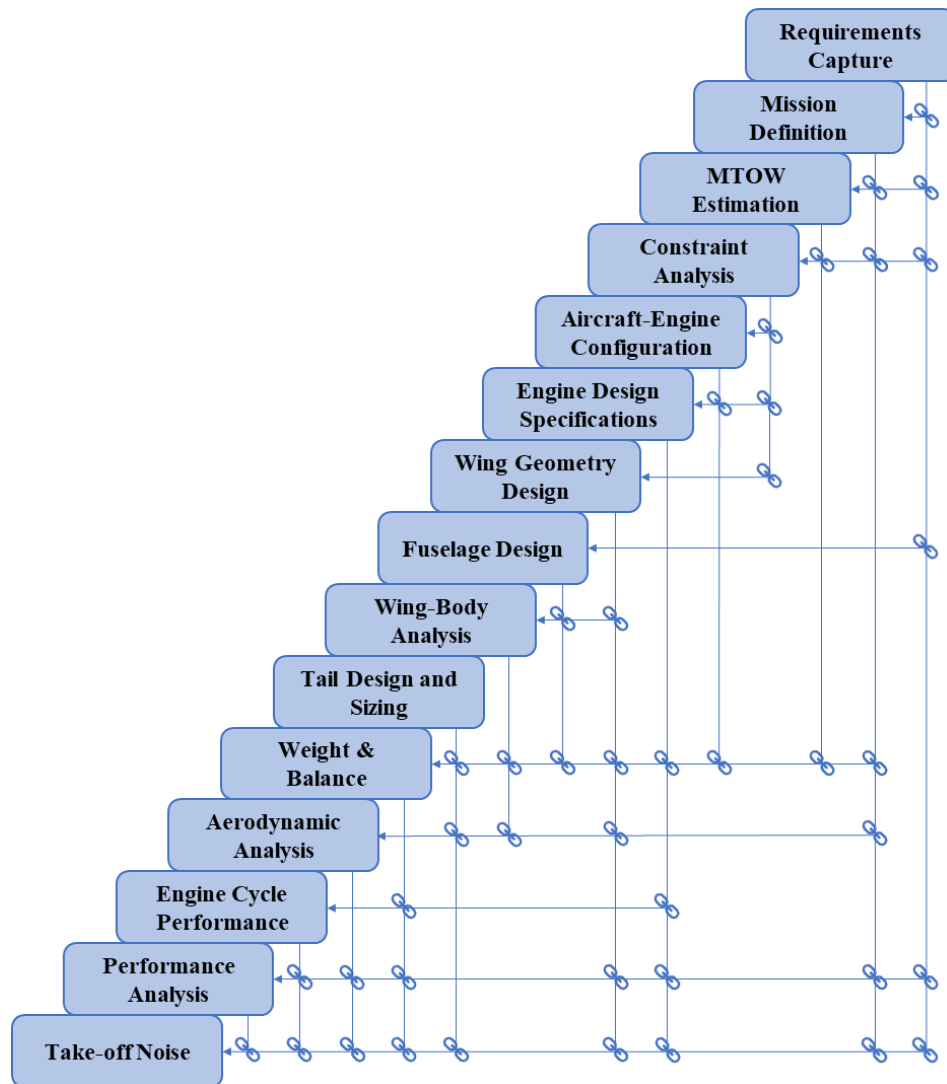 Requirements
Capture
Mission
Definition
MTOW
Estimation
Constraint
Analysis
Aircraft-Engine
Configuration
Engine Design
Specifications
Wing Geometry
Design
Fuselage Design
Wing-Body
Analysis
Tail Design and
Sizing
Weight &
Balance
Aerodynamic
Analysis
Engine Cycle
Performance
Performance
Analysis
Take-off Noise